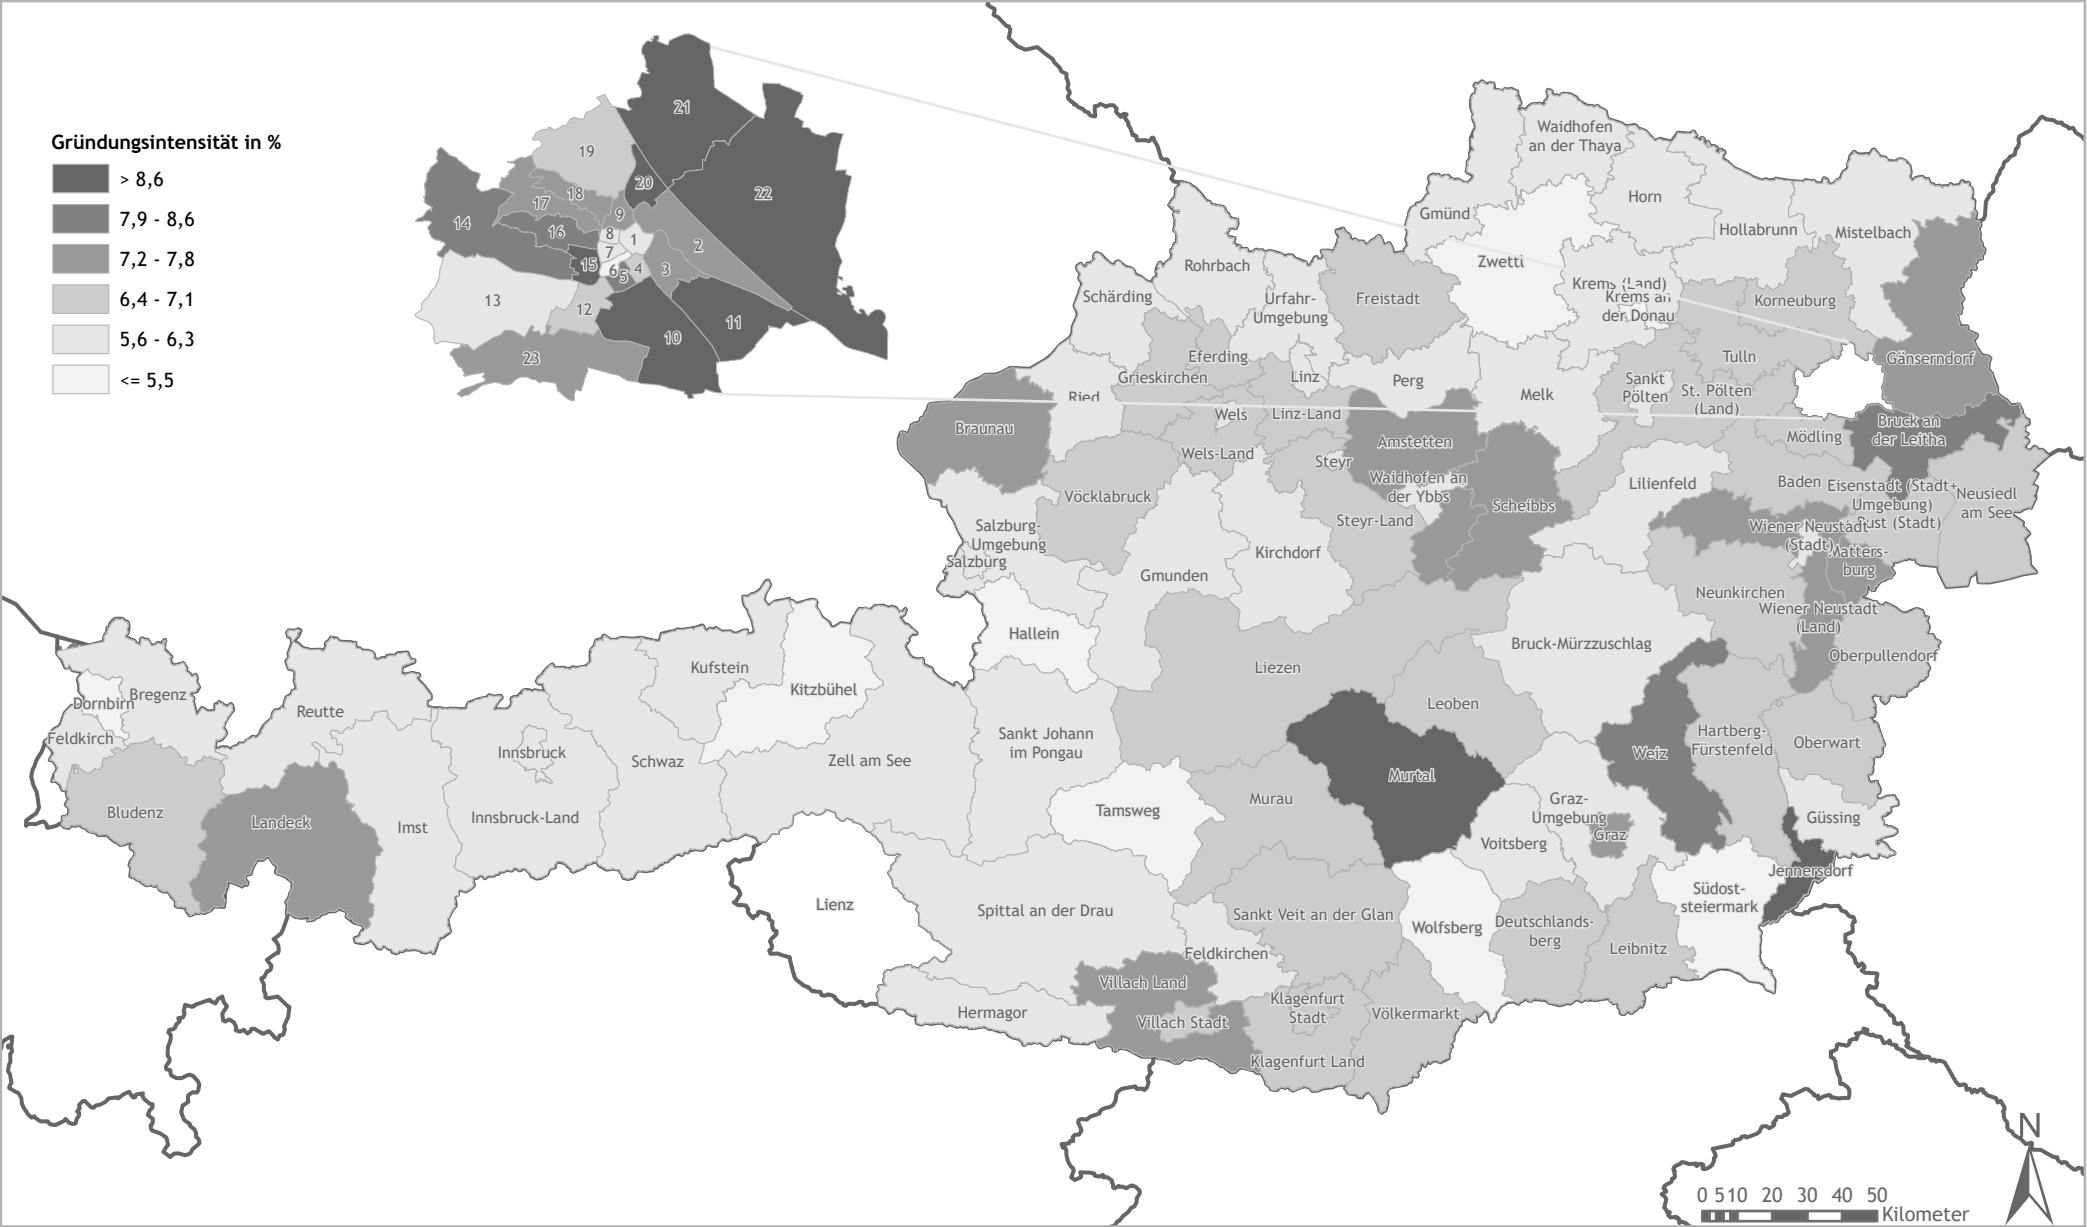 Gründungsintensität in %
> 8,6
7,9 - 8,6
7,2 - 7,8
6,4 - 7,1
5,6 - 6,3
<= 5,5
21
19
20
22
18
17
9
14
16
8
1
2
7
15
6
5
4
3
13
12
11
10
23
Waidhofen
an der Thaya
Horn
Gmünd
Hollabrunn
Mistelbach
Zwettl
Rohrbach
Krems (Land)
Schärding
Urfahr-
Umgebung
Freistadt
Krems an
der Donau
Korneuburg
Eferding
Tulln
Gänserndorf
Grieskirchen
Linz
Perg
Sankt
Pölten
St. Pölten
(Land)
Melk
Ried
Wels
Linz-Land
Braunau
Amstetten
Bruck an
der Leitha
Mödling
Wels-Land
Steyr
Waidhofen an
der Ybbs
Lilienfeld
Baden
Eisenstadt (Stadt+
Umgebung)
Rust (Stadt)
Neusiedl
am See
Vöcklabruck
Scheibbs
Steyr-Land
Salzburg-
Umgebung
Salzburg
Wiener Neustadt
(Stadt)
Matters-
burg
Kirchdorf
Gmunden
Neunkirchen
Wiener Neustadt
(Land)
Hallein
Bruck-Mürzzuschlag
Oberpullendorf
Kufstein
Liezen
Kitzbühel
Dornbirn
Bregenz
Leoben
Reutte
Feldkirch
Sankt Johann
im Pongau
Hartberg-
Fürstenfeld
Oberwart
Innsbruck
Schwaz
Zell am See
Weiz
Murtal
Bludenz
Tamsweg
Murau
Graz-
Umgebung
Güssing
Landeck
Imst
Innsbruck-Land
Graz
Voitsberg
Jennersdorf
Südost-
steiermark
Lienz
Spittal an der Drau
Sankt Veit an der Glan
Wolfsberg
Deutschlands-
berg
Leibnitz
Feldkirchen
Villach Land
Klagenfurt
Stadt
Hermagor
Villach Stadt
Völkermarkt
Klagenfurt Land
N
0 5 10 20 30 40 50
Kilometer